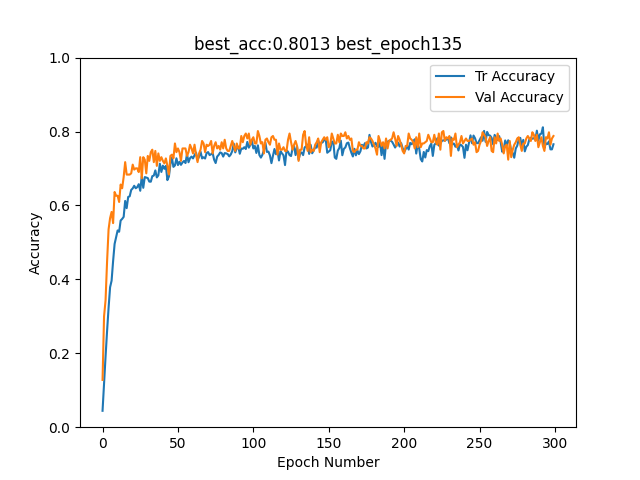 best_acc:0.8013 best_epoch135
Tr Accuracy
Val Accuracy
1.0
0.8
0.6
0.4
0.2
0.0
Accuracy
0 50 100 150 200 250 300
Epoch Number